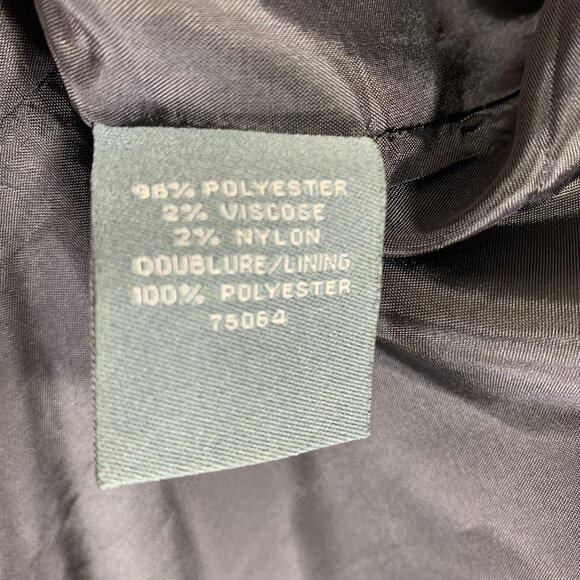 96% POLYESTER
2% VISCOSE
2% NYLON
DOUBLURE/LINING
100% POLYESTER
75064